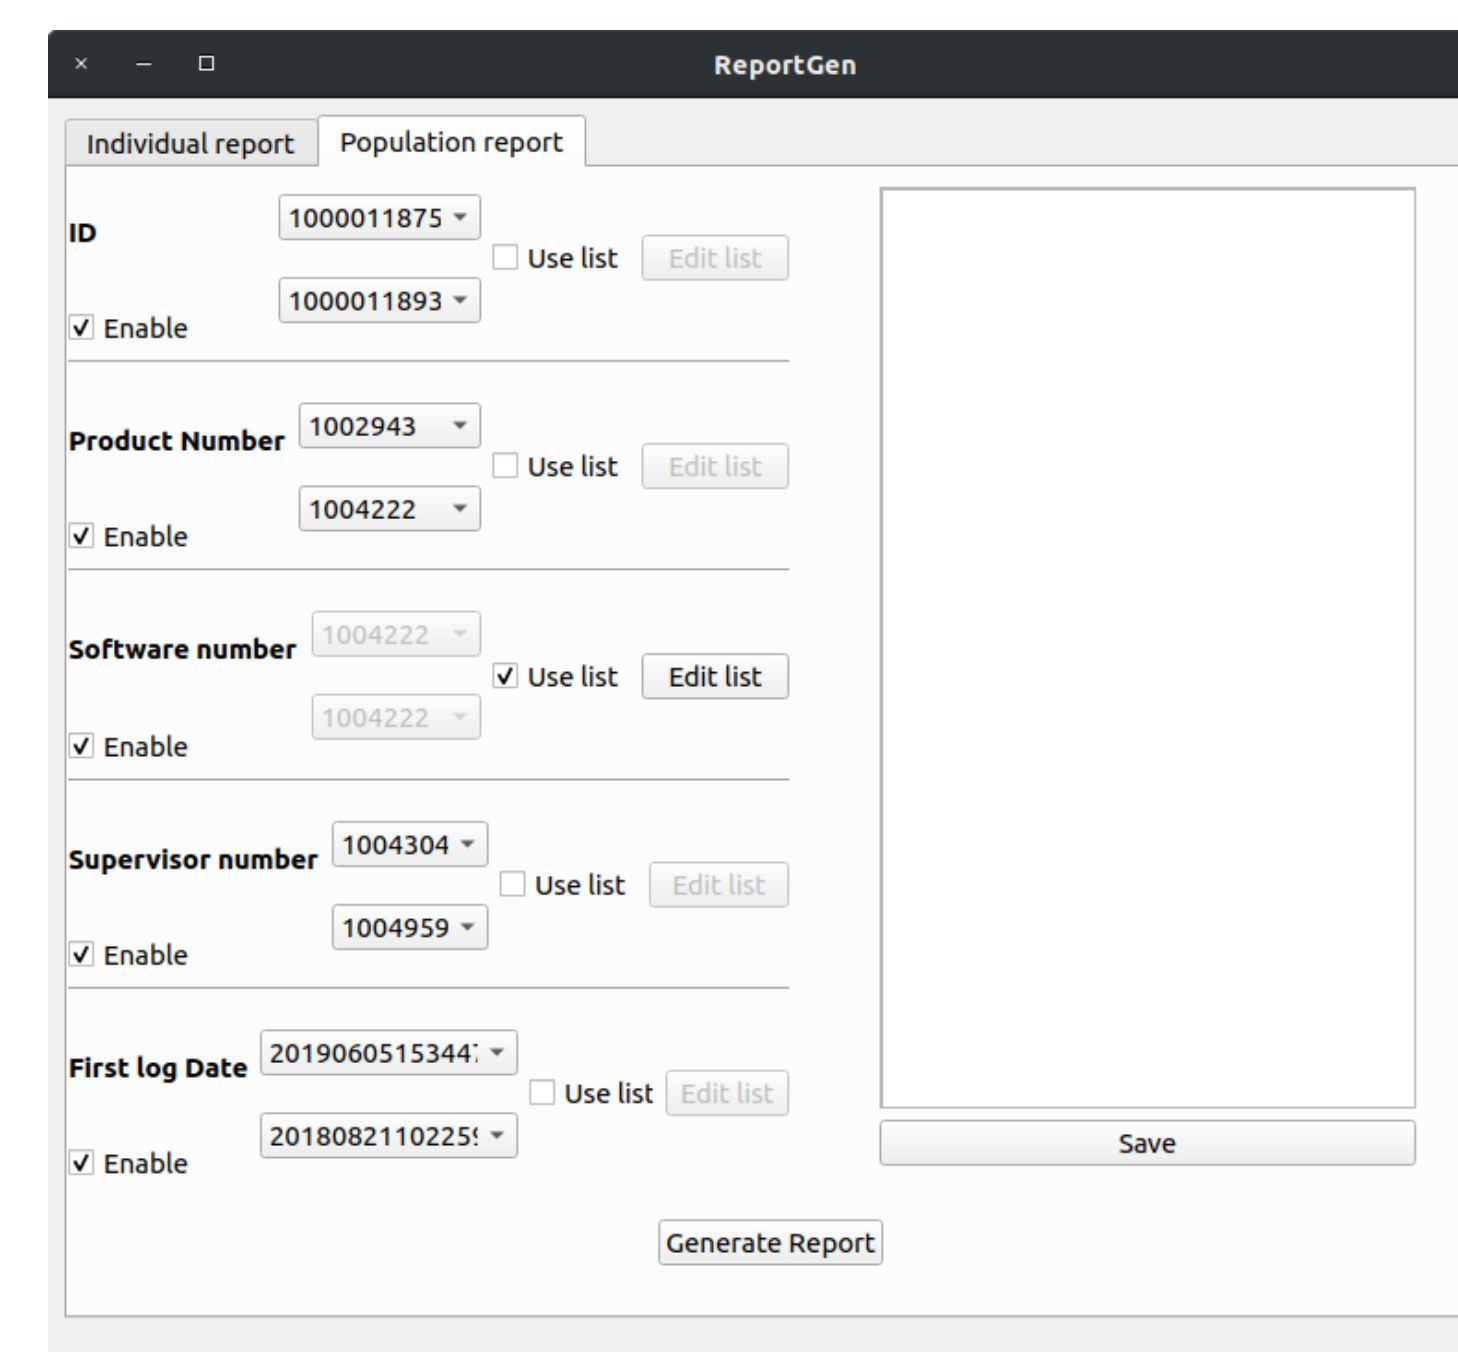 ReportGen
Individual report
Population report
ID
1000011875
Use list
Edit list
1000011893
Enable
Product Number
1002943
Use list
Edit list
1004222
Enable
Software number
1004222
Use list
Edit list
1004222
Enable
Supervisor number
1004304
Use list
Edit list
1004959
Enable
First log Date
20190605153447
Use list
Edit list
2018082110225
Enable
Save
Generate Report